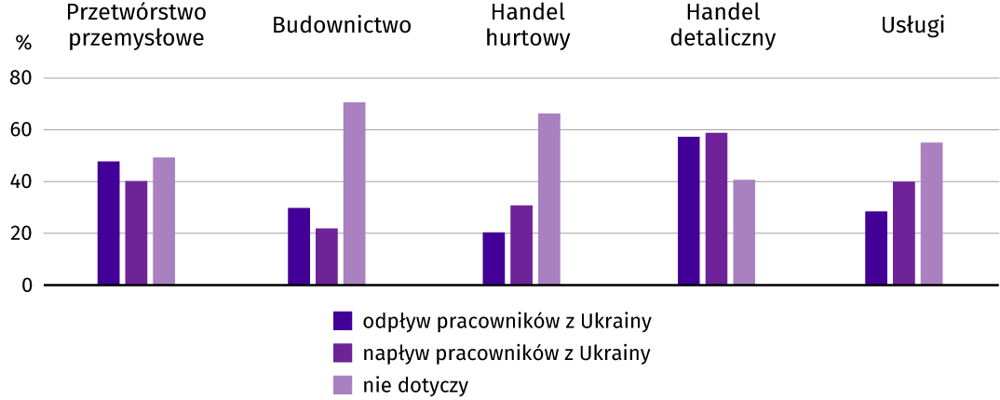 Przetwórstwo
przemysłowe
Budownictwo
Handel
hurtowy
Handel
detaliczny
Usługi
%
80
60
40
20
0
odpływ pracowników z Ukrainy
napływ pracowników z Ukrainy
nie dotyczy